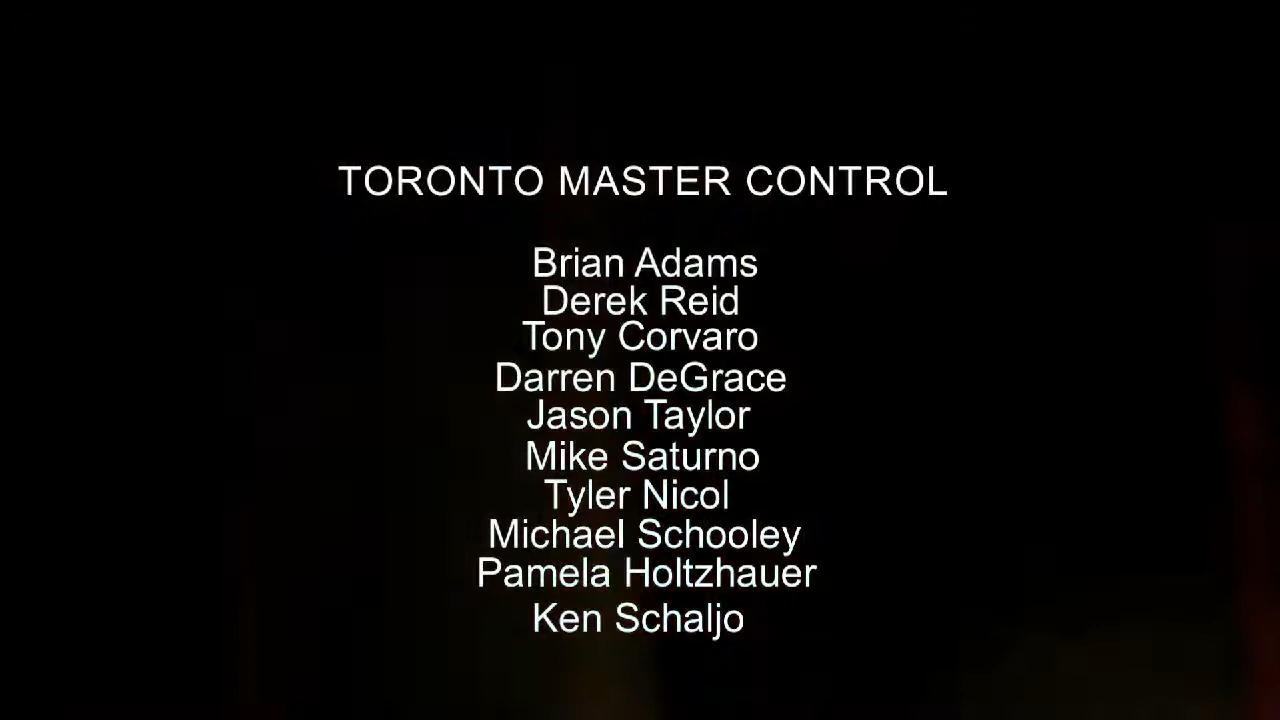 TORONTO MASTER CONTROL
Brian Adams
Derek Reid
Tony Corvaro
Darren DeGrace
Jason Taylor
Mike Saturno
Tyler Nicol
Michael Schooley
Pamela Holtzhauer
Ken Schaljo